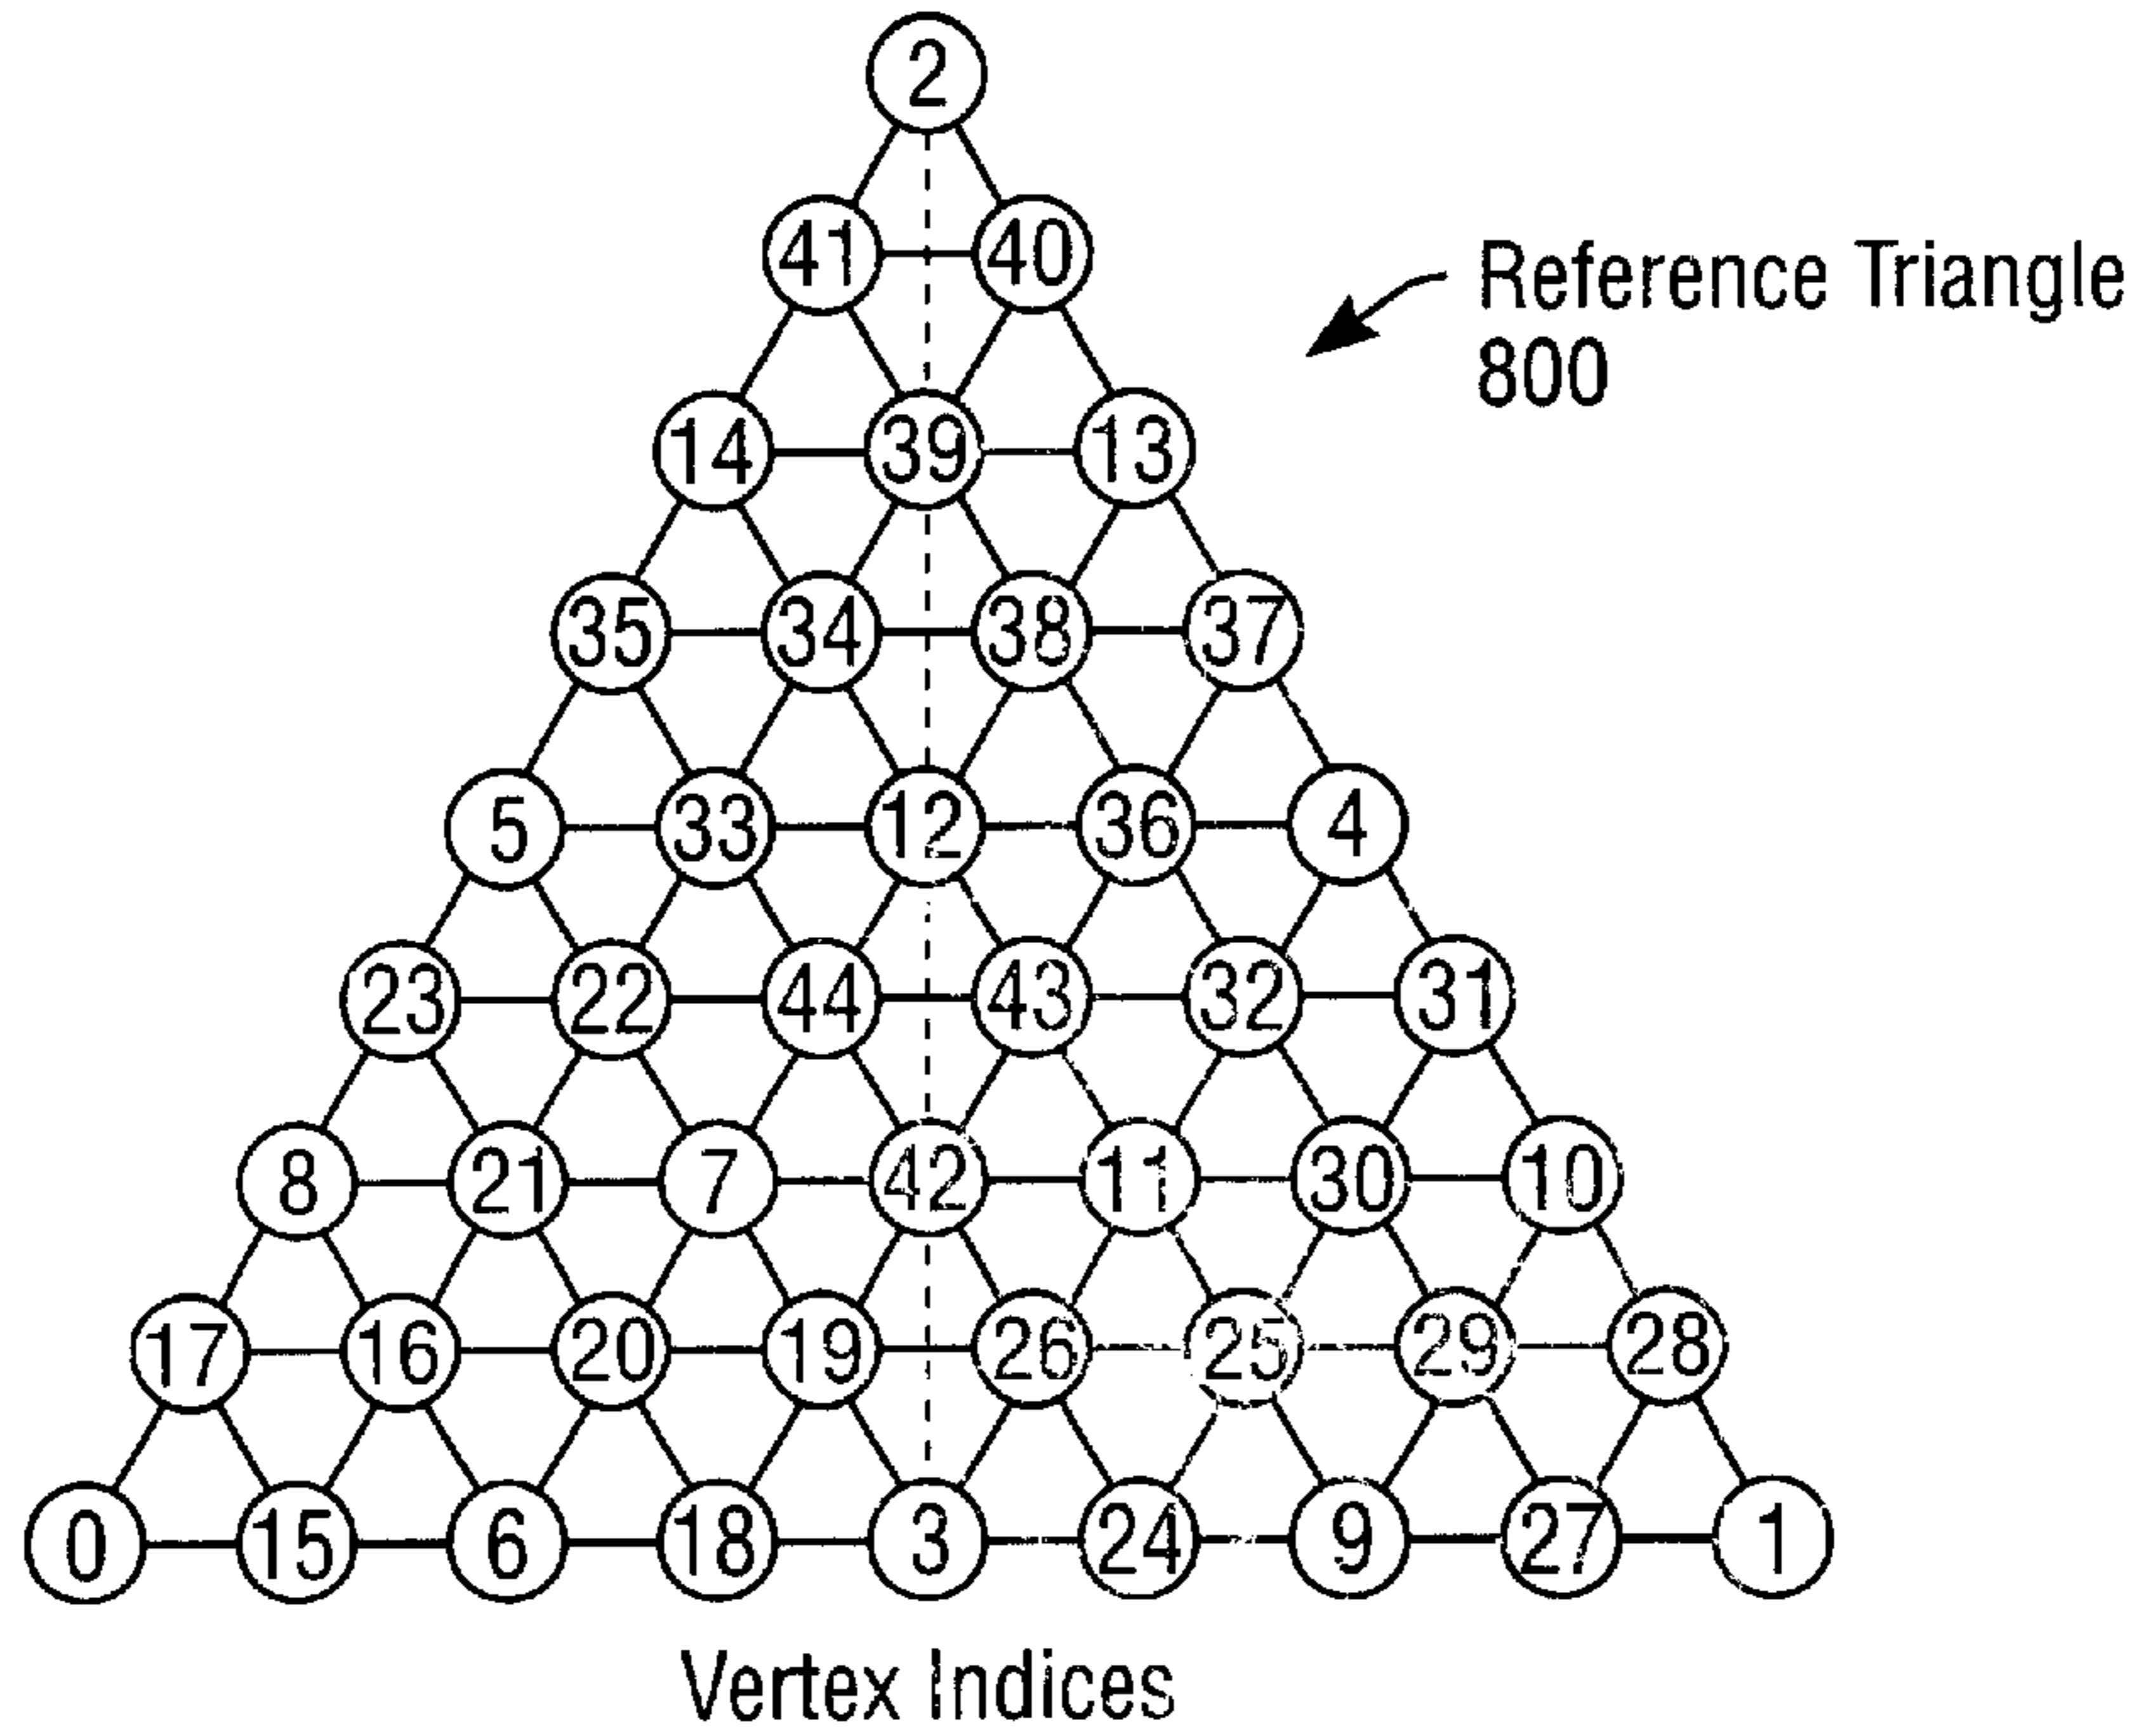 2
41 40
Reference Triangle
800
14 39 13
35 34 38 37
5 33 12 36 4
23 22 44 43 32 31
8 21 7 42 11 30 10
17 16 20 19 26 25 29 28
0 15 6 18 3 24 9 27 1
Vertex Indices